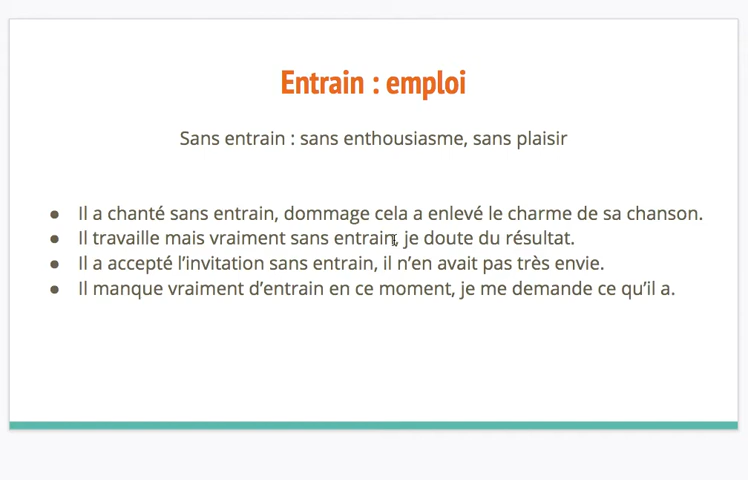 Entrain : emploi
Sans entrain : sans enthousiasme, sans plaisir
● Il a chanté sans entrain, dommage cela a enlevé le charme de sa chanson.
● Il travaille mais vraiment sans entrain, je doute du résultat.
● Il a accepté l’invitation sans entrain, il n’en avait pas très envie.
● Il manque vraiment d’entrain en ce moment, je me demande ce qu’il a.